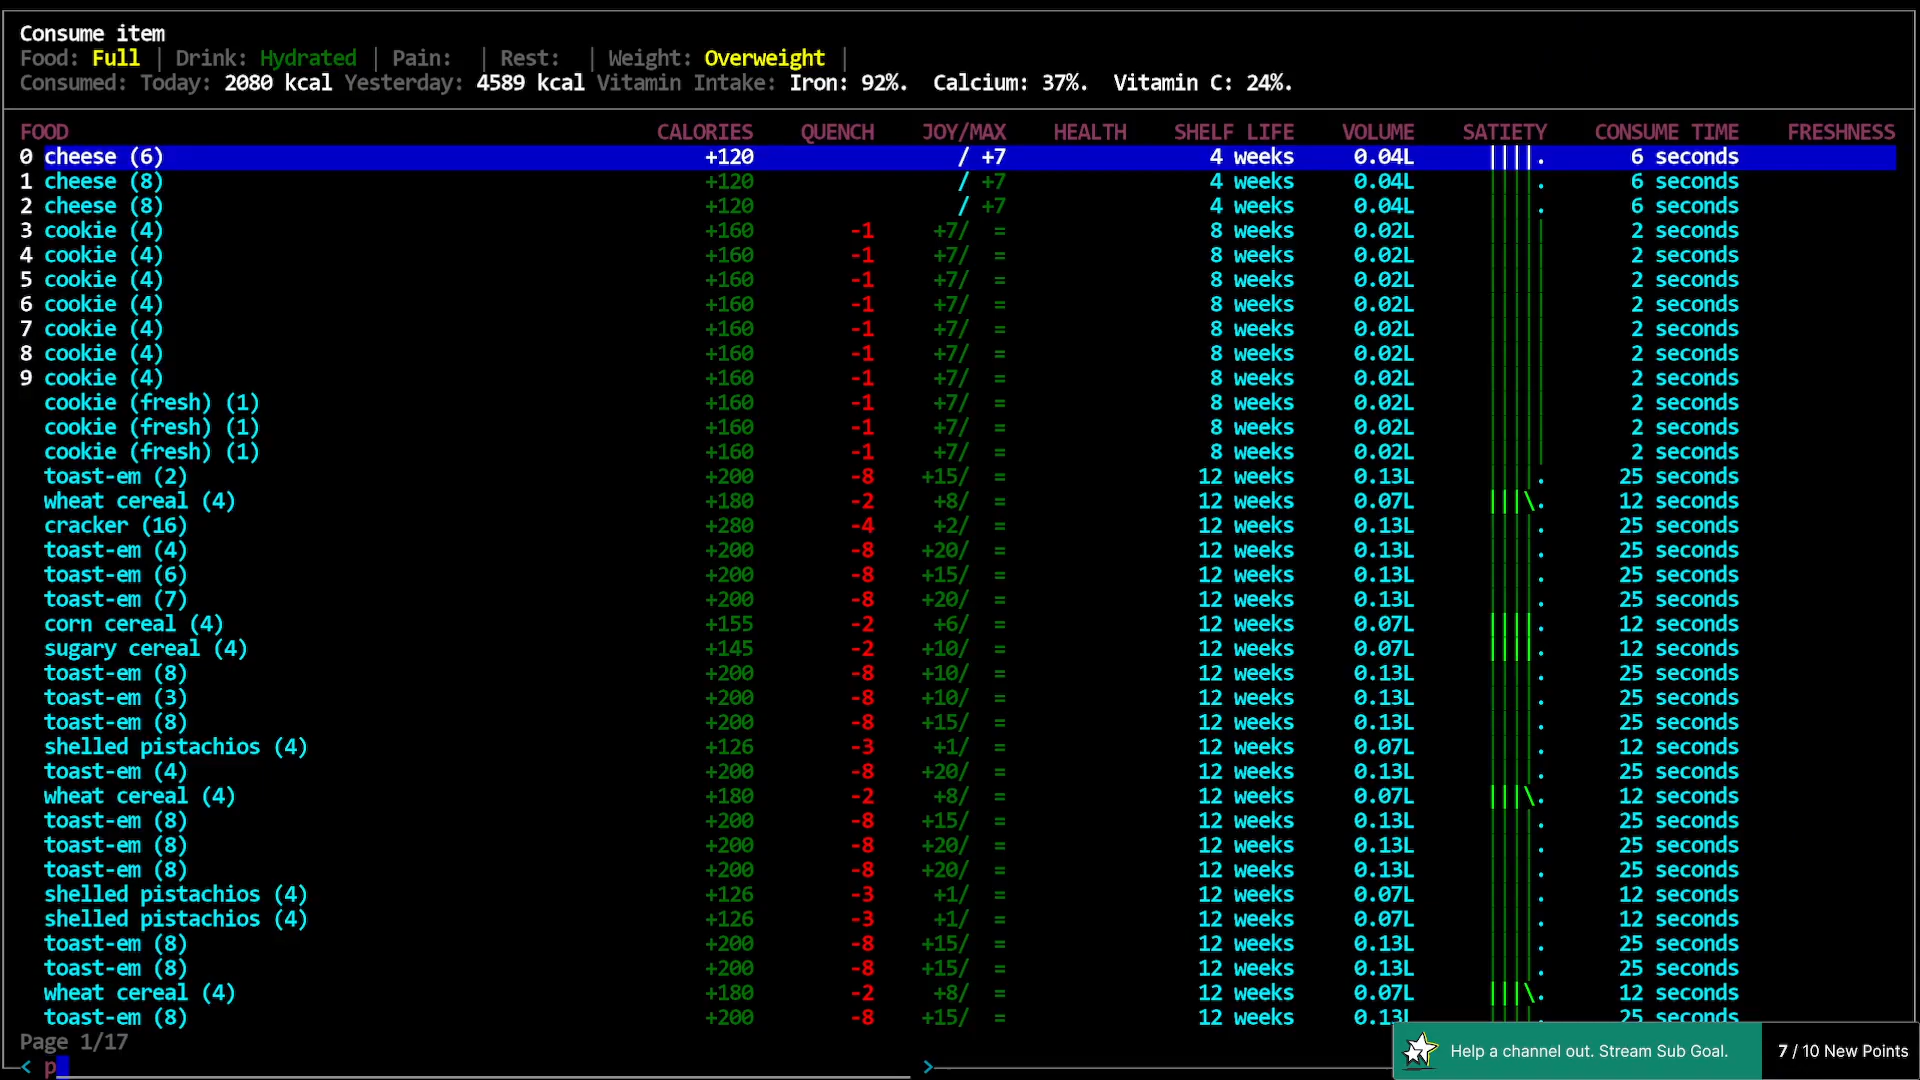 Consume item
Food: Full | Drink: Hydrated | Pain: | Rest: | Weight: Overweight |
Consumed: Today: 2080 kcal Yesterday: 4589 kcal Vitamin Intake: Iron: 92%. Calcium: 37%. Vitamin C: 24%.
FOOD CALORIES QUENCH JOY/MAX HEALTH SHELF LIFE VOLUME SATIETY CONSUME TIME FRESHNESS
0 cheese (6) +120 / +7 4 weeks 0.04L ||||. 6 seconds
1 cheese (8) +120 / +7 4 weeks 0.04L ||||. 6 seconds
2 cheese (8) +120 / +7 4 weeks 0.04L ||||. 6 seconds
3 cookie (4) +160 -1 +7/ = 8 weeks 0.02L ||||| 2 seconds
4 cookie (4) +160 -1 +7/ = 8 weeks 0.02L ||||| 2 seconds
5 cookie (4) +160 -1 +7/ = 8 weeks 0.02L ||||| 2 seconds
6 cookie (4) +160 -1 +7/ = 8 weeks 0.02L ||||| 2 seconds
7 cookie (4) +160 -1 +7/ = 8 weeks 0.02L ||||| 2 seconds
8 cookie (4) +160 -1 +7/ = 8 weeks 0.02L ||||| 2 seconds
9 cookie (4) +160 -1 +7/ = 8 weeks 0.02L ||||| 2 seconds
cookie (fresh) (1) +160 -1 +7/ = 8 weeks 0.02L ||||| 2 seconds
cookie (fresh) (1) +160 -1 +7/ = 8 weeks 0.02L ||||| 2 seconds
cookie (fresh) (1) +160 -1 +7/ = 8 weeks 0.02L ||||| 2 seconds
toast-em (2) +200 -8 +15/ = 12 weeks 0.13L ||||. 25 seconds
wheat cereal (4) +180 -2 +8/ = 12 weeks 0.07L |||\. 12 seconds
cracker (16) +280 -4 +2/ = 12 weeks 0.13L ||||. 25 seconds
toast-em (4) +200 -8 +20/ = 12 weeks 0.13L ||||. 25 seconds
toast-em (6) +200 -8 +15/ = 12 weeks 0.13L ||||. 25 seconds
toast-em (7) +200 -8 +20/ = 12 weeks 0.13L ||||. 25 seconds
corn cereal (4) +155 -2 +6/ = 12 weeks 0.07L ||||. 12 seconds
sugary cereal (4) +145 -2 +10/ = 12 weeks 0.07L ||||. 12 seconds
toast-em (8) +200 -8 +10/ = 12 weeks 0.13L ||||. 25 seconds
toast-em (3) +200 -8 +10/ = 12 weeks 0.13L ||||. 25 seconds
toast-em (8) +200 -8 +15/ = 12 weeks 0.13L ||||. 25 seconds
shelled pistachios (4) +126 -3 +1/ = 12 weeks 0.07L ||||. 12 seconds
toast-em (4) +200 -8 +20/ = 12 weeks 0.13L ||||. 25 seconds
wheat cereal (4) +180 -2 +8/ = 12 weeks 0.07L |||\. 12 seconds
toast-em (8) +200 -8 +15/ = 12 weeks 0.13L ||||. 25 seconds
toast-em (8) +200 -8 +20/ = 12 weeks 0.13L ||||. 25 seconds
toast-em (8) +200 -8 +20/ = 12 weeks 0.13L ||||. 25 seconds
shelled pistachios (4) +126 -3 +1/ = 12 weeks 0.07L ||||. 12 seconds
shelled pistachios (4) +126 -3 +1/ = 12 weeks 0.07L ||||. 12 seconds
toast-em (8) +200 -8 +15/ = 12 weeks 0.13L ||||. 25 seconds
toast-em (8) +200 -8 +15/ = 12 weeks 0.13L ||||. 25 seconds
wheat cereal (4) +180 -2 +8/ = 12 weeks 0.07L |||\. 12 seconds
toast-em (8) +200 -8 +15/ = 12 weeks 0.13L ||||. 25 seconds
Page 1/17
< p >
Help a channel out. Stream Sub Goal. 7 / 10 New Points